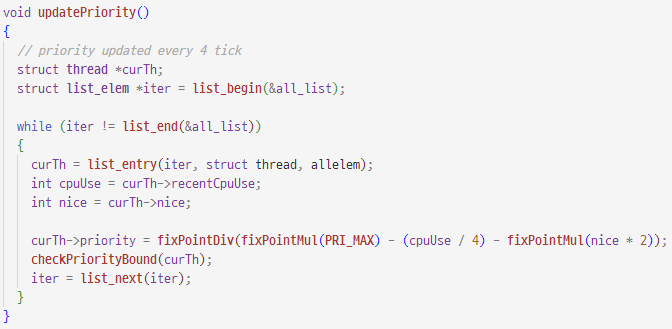 void updatePriority()
{
  // priority updated every 4 tick
  struct thread *curTh;
  struct list_elem *iter = list_begin(&all_list);

  while (iter != list_end(&all_list))
  {
    curTh = list_entry(iter, struct thread, allelem);
    int cpuUse = curTh->recentCpuUse;
    int nice = curTh->nice;

    curTh->priority = fixPointDiv(fixPointMul(PRI_MAX) - (cpuUse / 4) - fixPointMul(nice * 2));
    checkPriorityBound(curTh);
    iter = list_next(iter);
  }
}